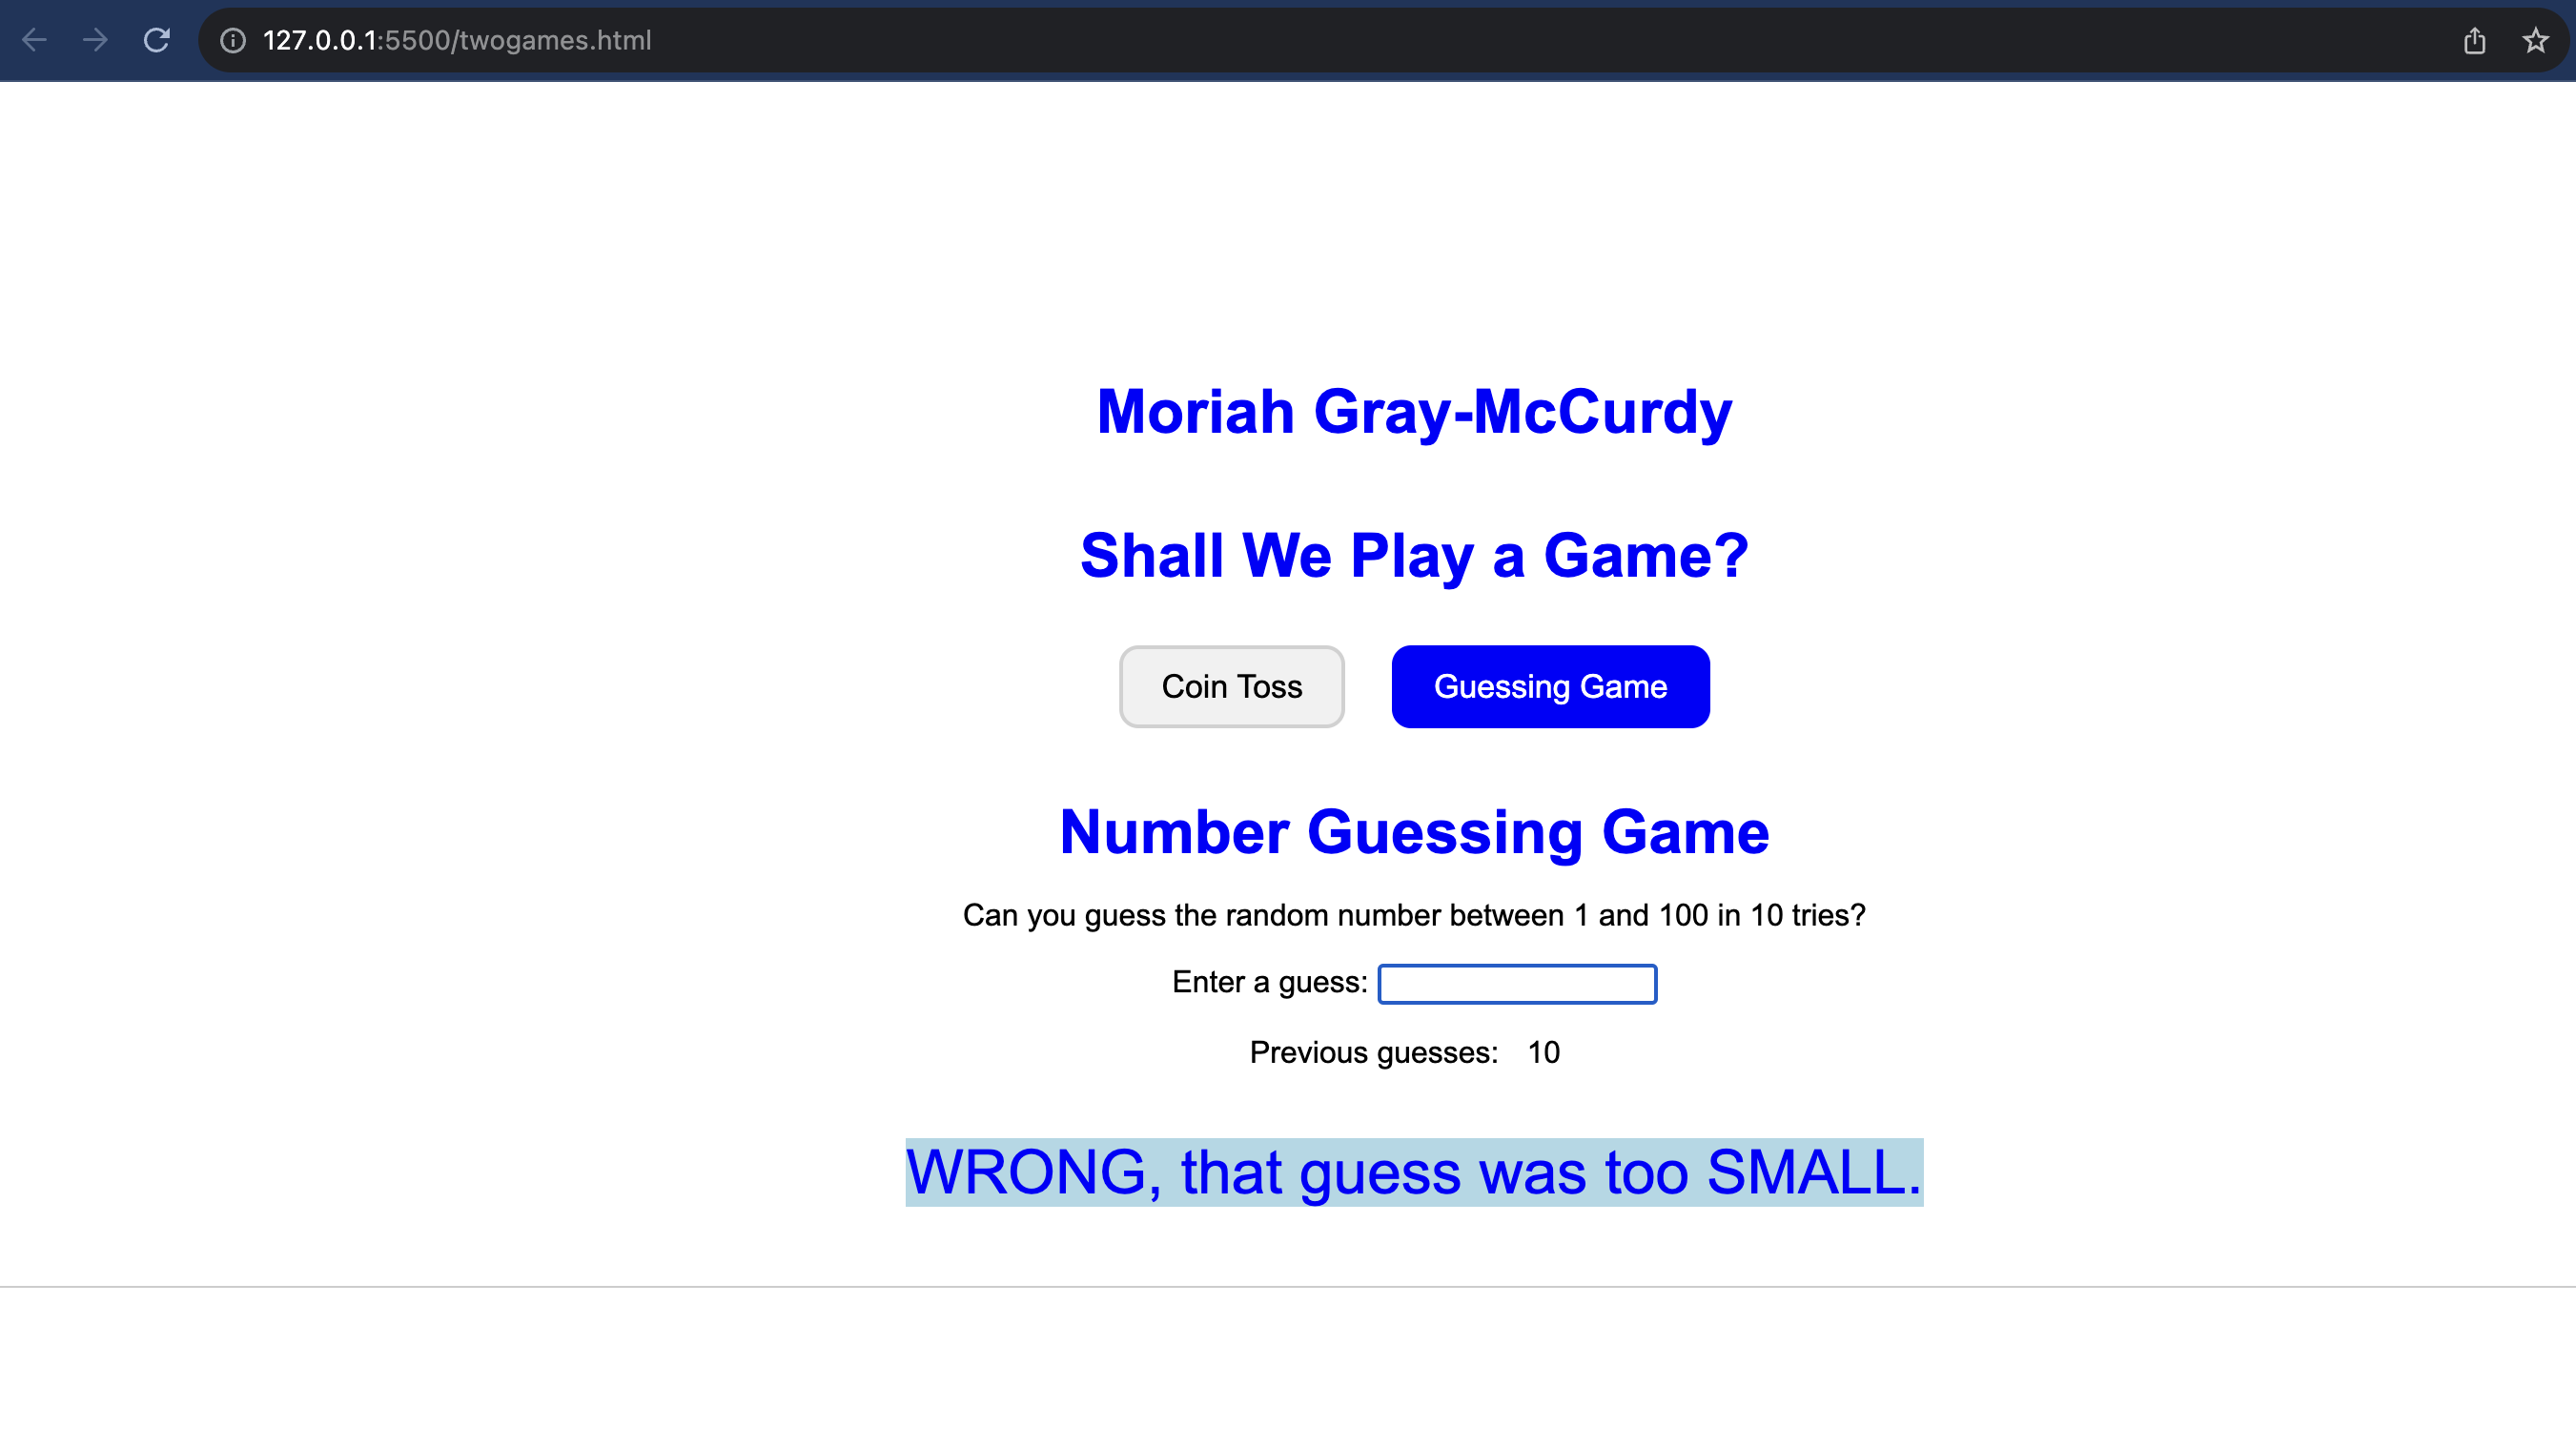 127.0.0.1:5500/twogames.html
Moriah Gray-McCurdy
Shall We Play a Game?
Coin Toss Guessing Game
Number Guessing Game
Can you guess the random number between 1 and 100 in 10 tries?
Enter a guess:
Previous guesses: 10
WRONG, that guess was too SMALL.